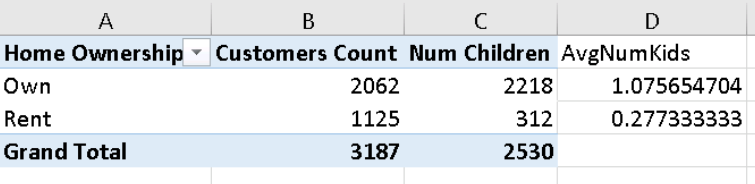 A B C D
Home Ownership Customers Count Num Children AvgNumKids
Own 2062 2218 1.075654704
Rent 1125 312 0.277333333
Grand Total 3187 2530